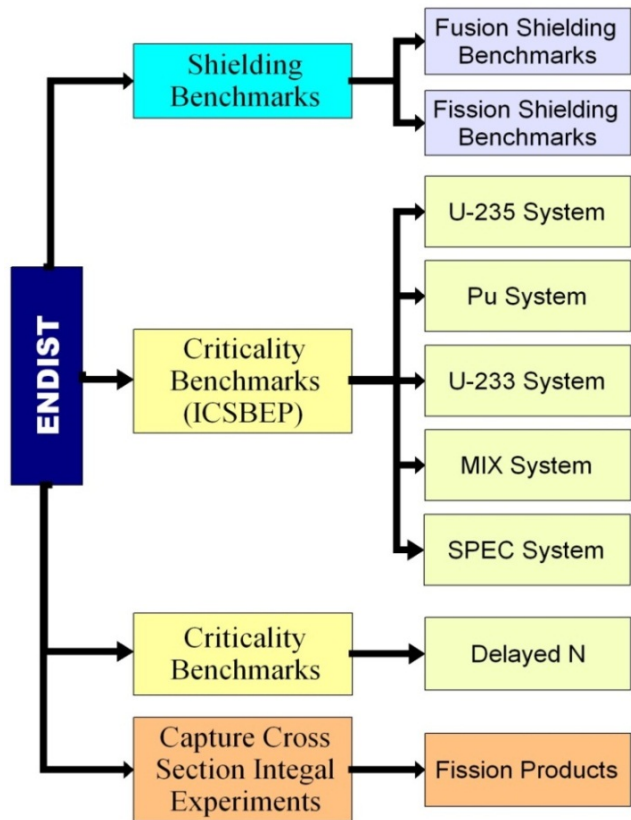 ENDIST
Shielding
Benchmarks
Fusion Shielding
Benchmarks
Fission Shielding
Benchmarks
Criticality
Benchmarks
(ICSBEP)
U-235 System
Pu System
U-233 System
MIX System
SPEC System
Criticality
Benchmarks
Delayed N
Capture Cross
Section Integal
Experiments
Fission Products